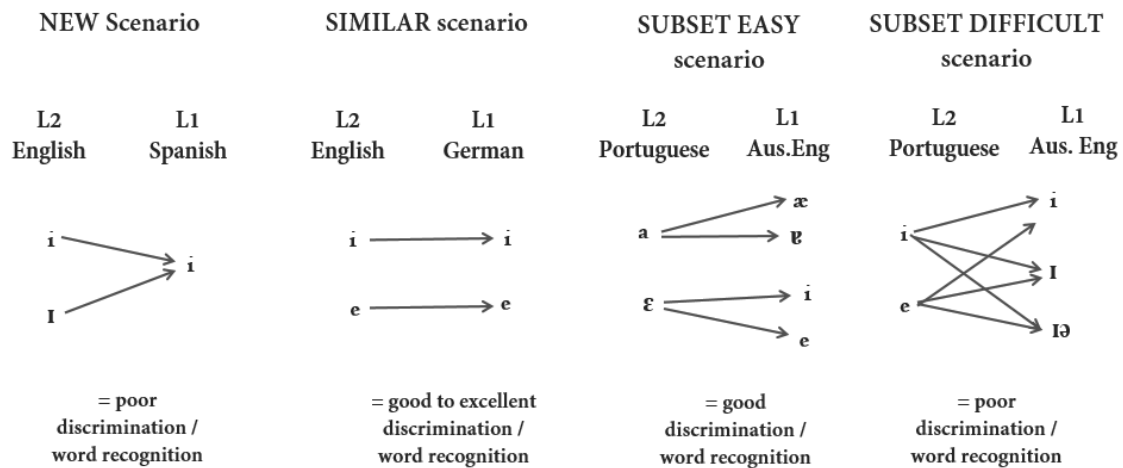 NEW Scenario
L2
English
L1
Spanish
i
ɪ
i
= poor
discrimination /
word recognition
SIMILAR scenario
L2
English
L1
German
i
e
i
e
= good to excellent
discrimination /
word recognition
SUBSET EASY
scenario
L2
Portuguese
L1
Aus.Eng
a
ɛ
æ
ɐ
i
e
= good
discrimination /
word recognition
SUBSET DIFFICULT
scenario
L2
Portuguese
L1
Aus. Eng
i
e
i
ɪ
ɪə
= poor
discrimination /
word recognition